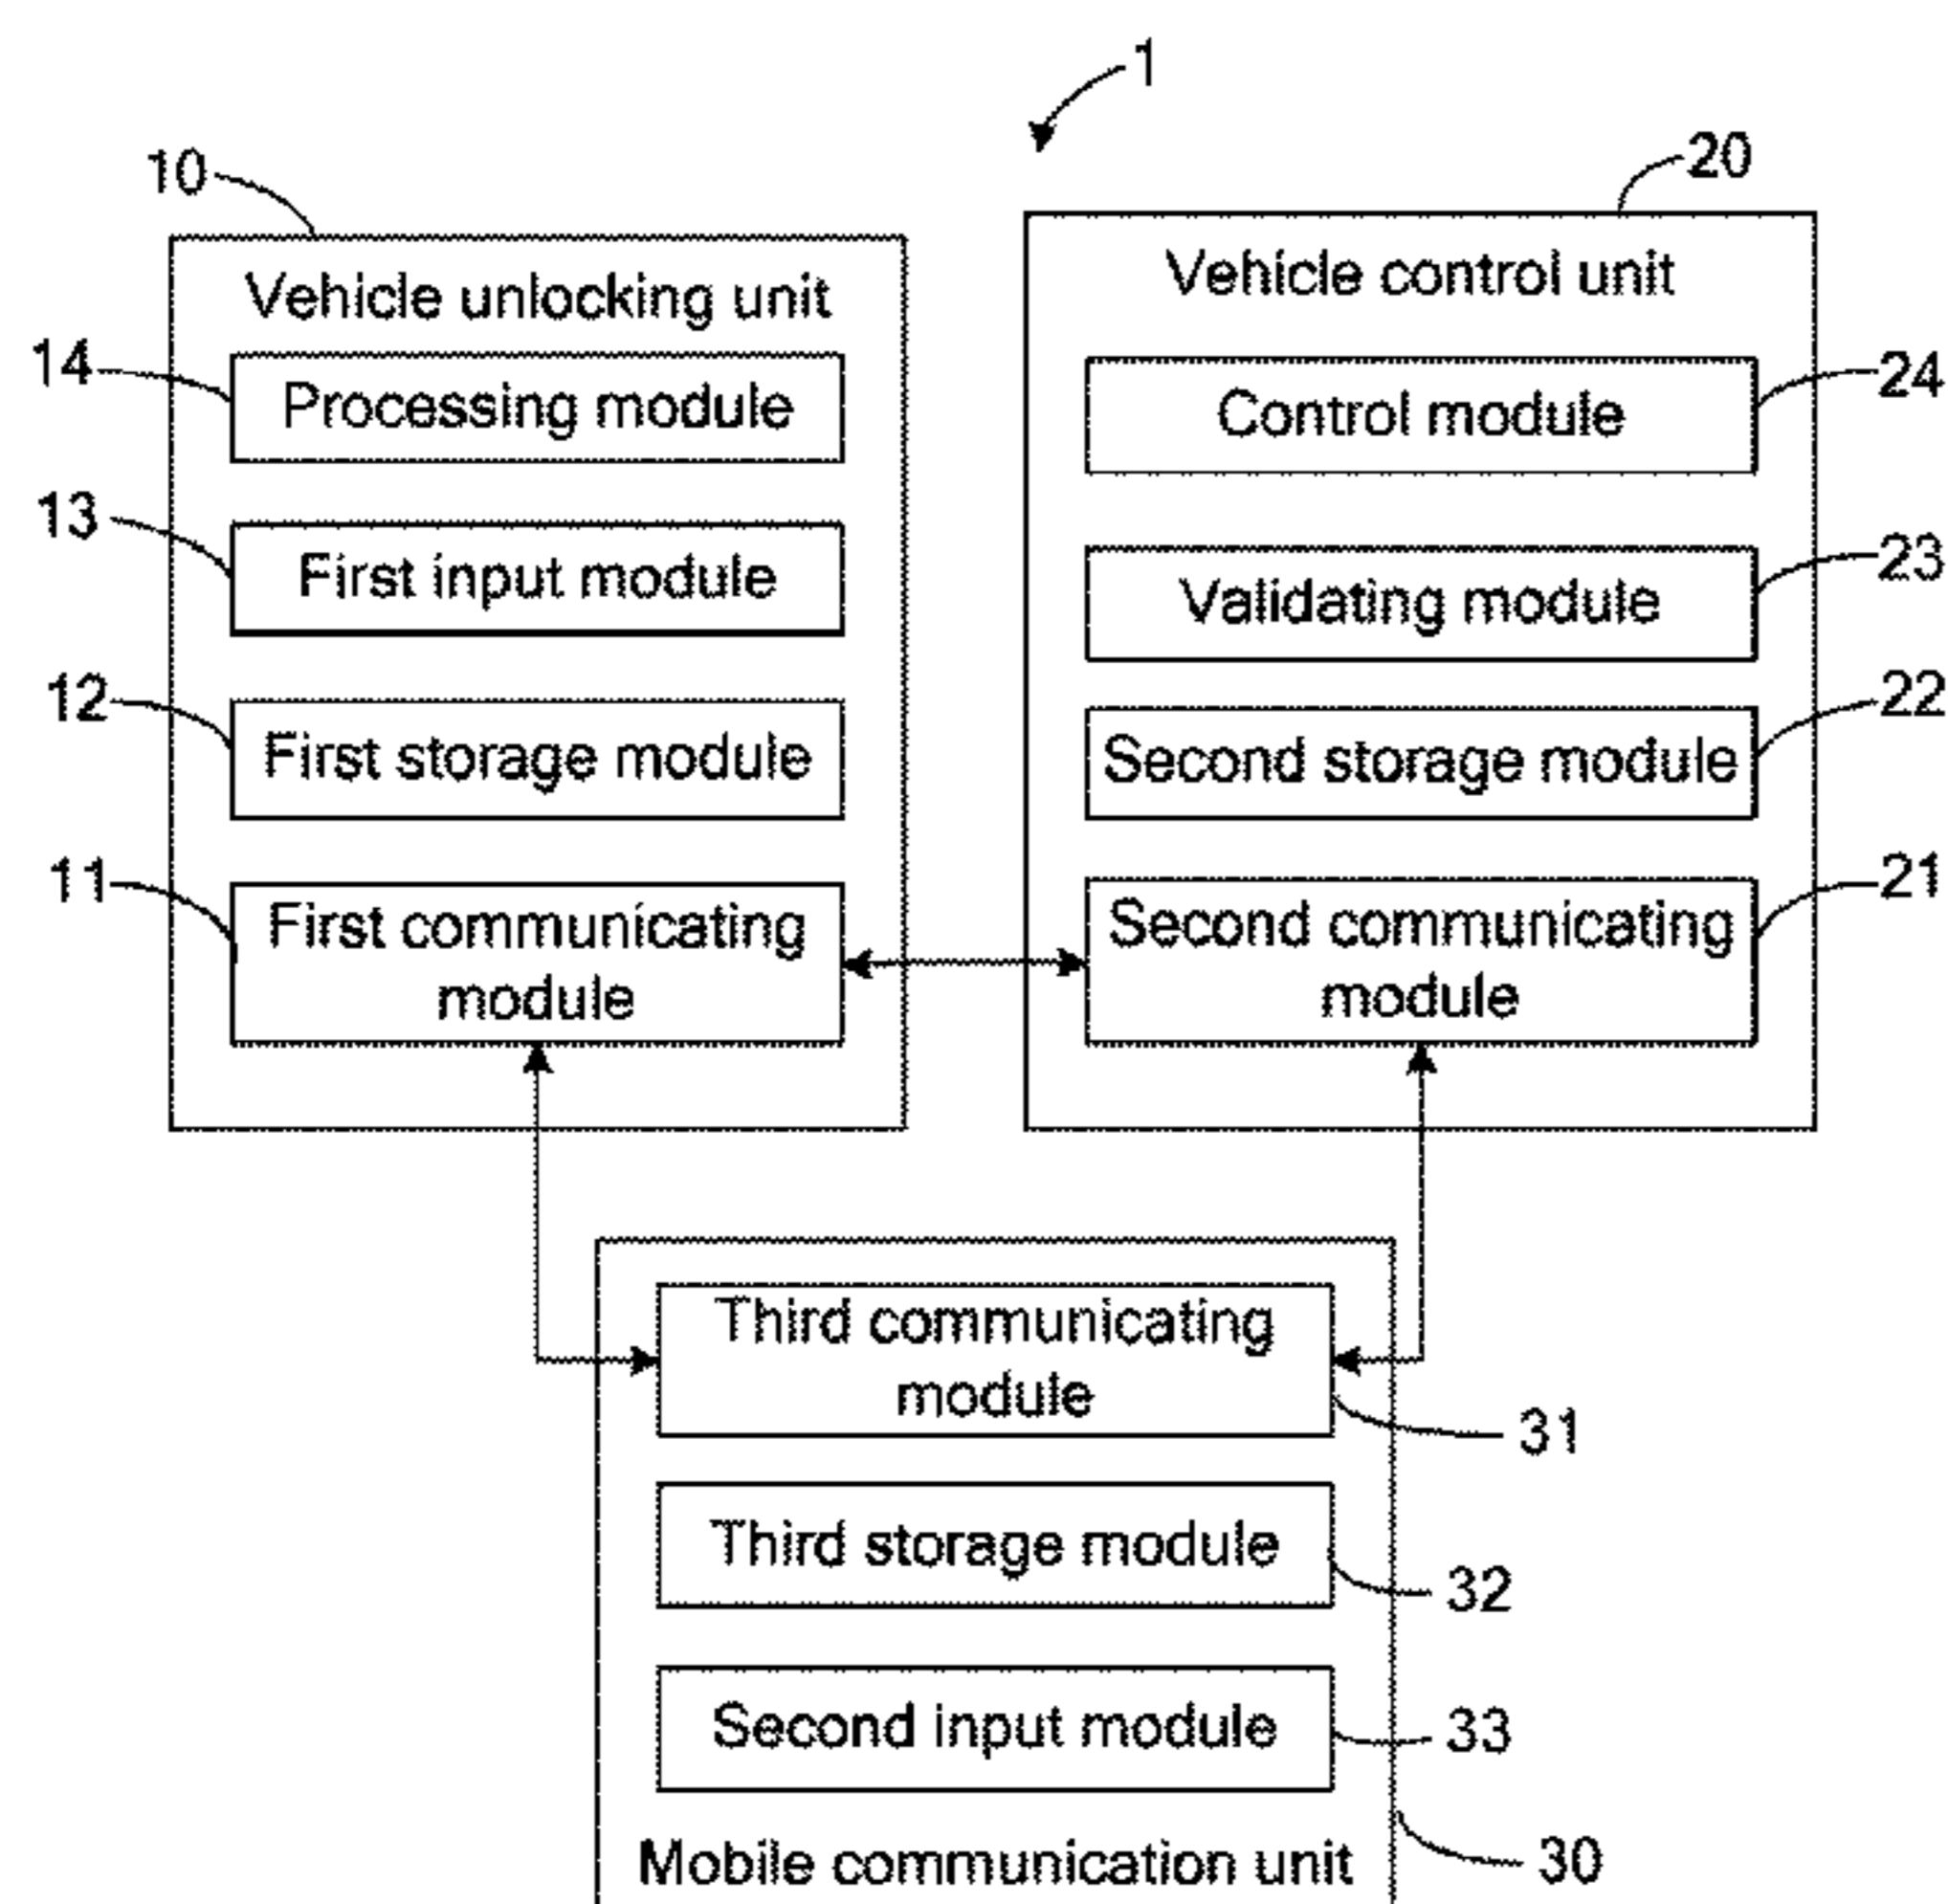 1
10
20
Vehicle unlocking unit
14
Processing module
13
First input module
12
First storage module
11
First communicating
module
Vehicle control unit
Control module
24
Validating module
23
Second storage module
22
Second communicating
module
21
Third communicating
module
31
Third storage module
32
Second input module
33
Mobile communication unit
30